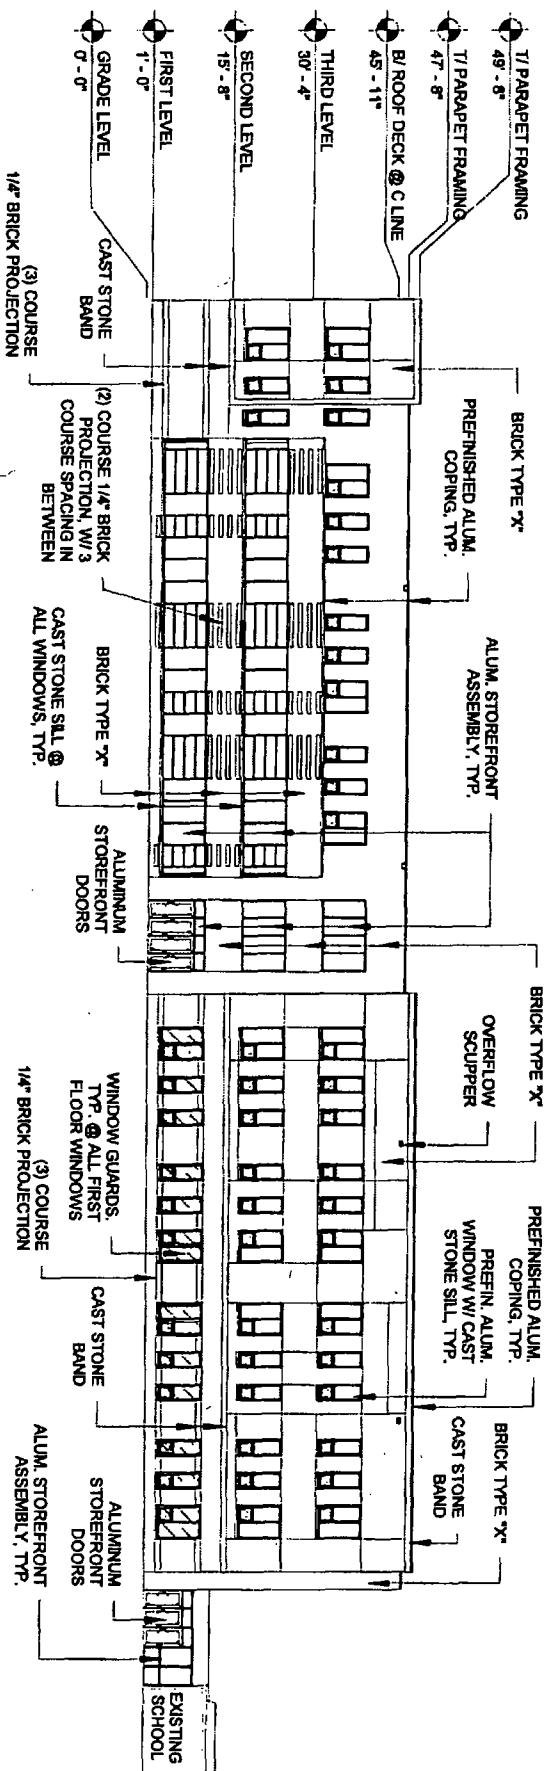 T/ PARAPET FRAMING
49' - 8"
T/ PARAPET FRAMING
47' - 8"
B/ ROOF DECK @ C LINE
45' - 11"
THIRD LEVEL
30' - 4"
SECOND LEVEL
15' - 8"
FIRST LEVEL
1' - 0"
GRADE LEVEL
0' - 0"
BRICK TYPE "X"
PREFINISHED ALUM.
COPING, TYP.
ALUM. STOREFRONT
ASSEMBLY, TYP.
BRICK TYPE "X"
OVERFLOW
SCUPPER
PREFINISHED ALUM.
COPING, TYP.
PREFIN. ALUM.
WINDOW W/ CAST
STONE SILL, TYP.
BRICK TYPE "X"
CAST STONE
BAND
CAST STONE
BAND
(3) COURSE
1/4" BRICK PROJECTION
(2) COURSE 1/4" BRICK
PROJECTION, W/ 3
COURSE SPACING IN
BETWEEN
BRICK TYPE "X"
CAST STONE SILL @
ALL WINDOWS, TYP.
ALUMINUM
STOREFRONT
DOORS
WINDOW GUARDS,
TYP. @ ALL FIRST
FLOOR WINDOWS
(3) COURSE
1/4" BRICK PROJECTION
CAST STONE
BAND
ALUMINUM
STOREFRONT
DOORS
ALUM. STOREFRONT
ASSEMBLY, TYP.
EXISTING
SCHOOL